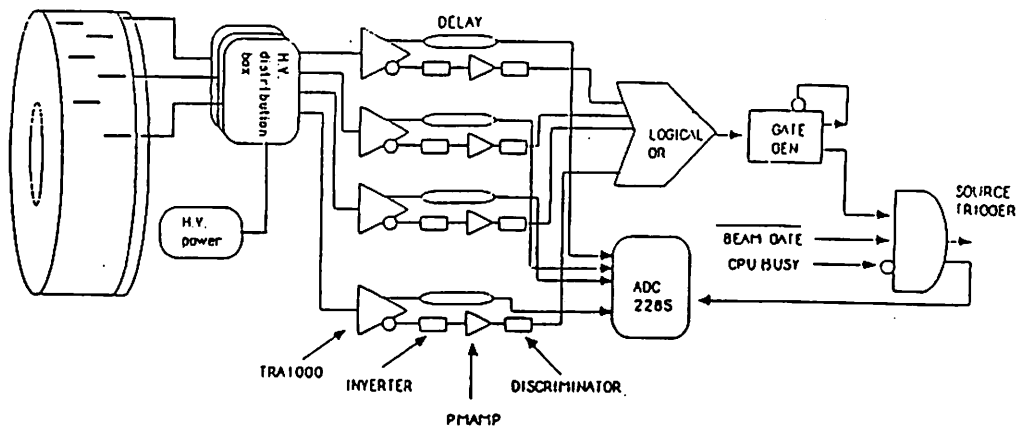 DELAY
H.V.
distribution
box
H.V.
power
LOGICAL
OR
GATE
GEN
SOURCE
TRIGGER
BEAM GATE
CPU BUSY
ADC
2285
TRA1000
INVERTER
DISCRIMINATOR
PMAMP